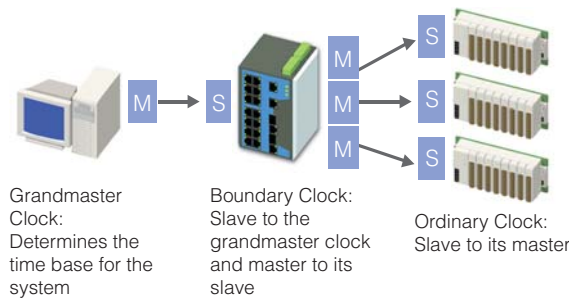 M
S
M
M
M
S
S
S
Grandmaster
Clock:
Determines the
time base for the
system
Boundary Clock:
Slave to the
grandmaster clock
and master to its
slave
Ordinary Clock:
Slave to its master